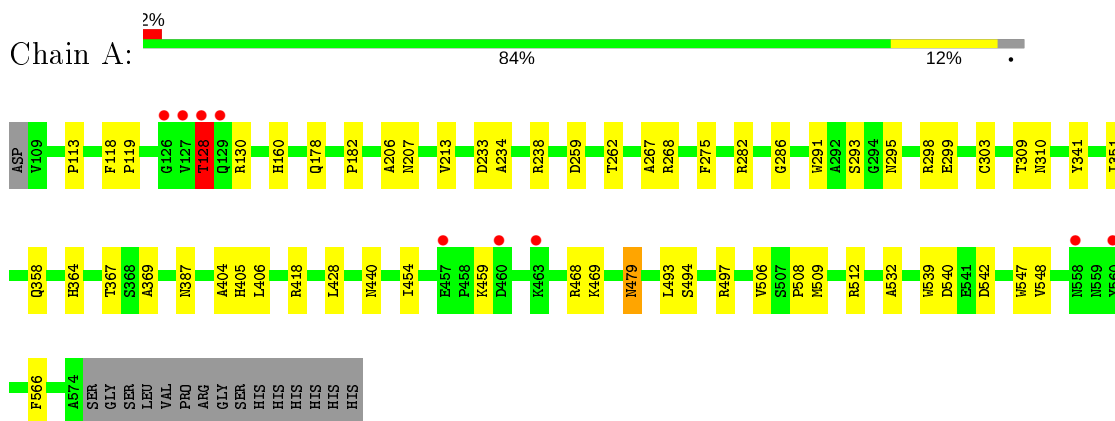 2%
Chain A:
84% 12%
ASP V109 P113 F118 P119 G126 V127 T128 Q129 R130 H160 Q178 P182 A206 N207 V213 D233 A234 R238 D259 T262 A267 R268 F275 R282 G286 W291 A292 S293 G294 N295 R298 E299 C303 T309 N310 Y341
Q358 H364 T367 S368 A369 N387 A404 H405 L406 R418 L428 N440 I454 E457 P458 K459 D460 K463 R468 K469 N479 L493 S494 R497 V506 S507 P508 M509 R512 A532 W539 D540 E541 D542 W547 V548 N558 N559
F566 A574 SER GLY SER LEU VAL PRO ARG GLY SER HIS HIS HIS HIS HIS HIS